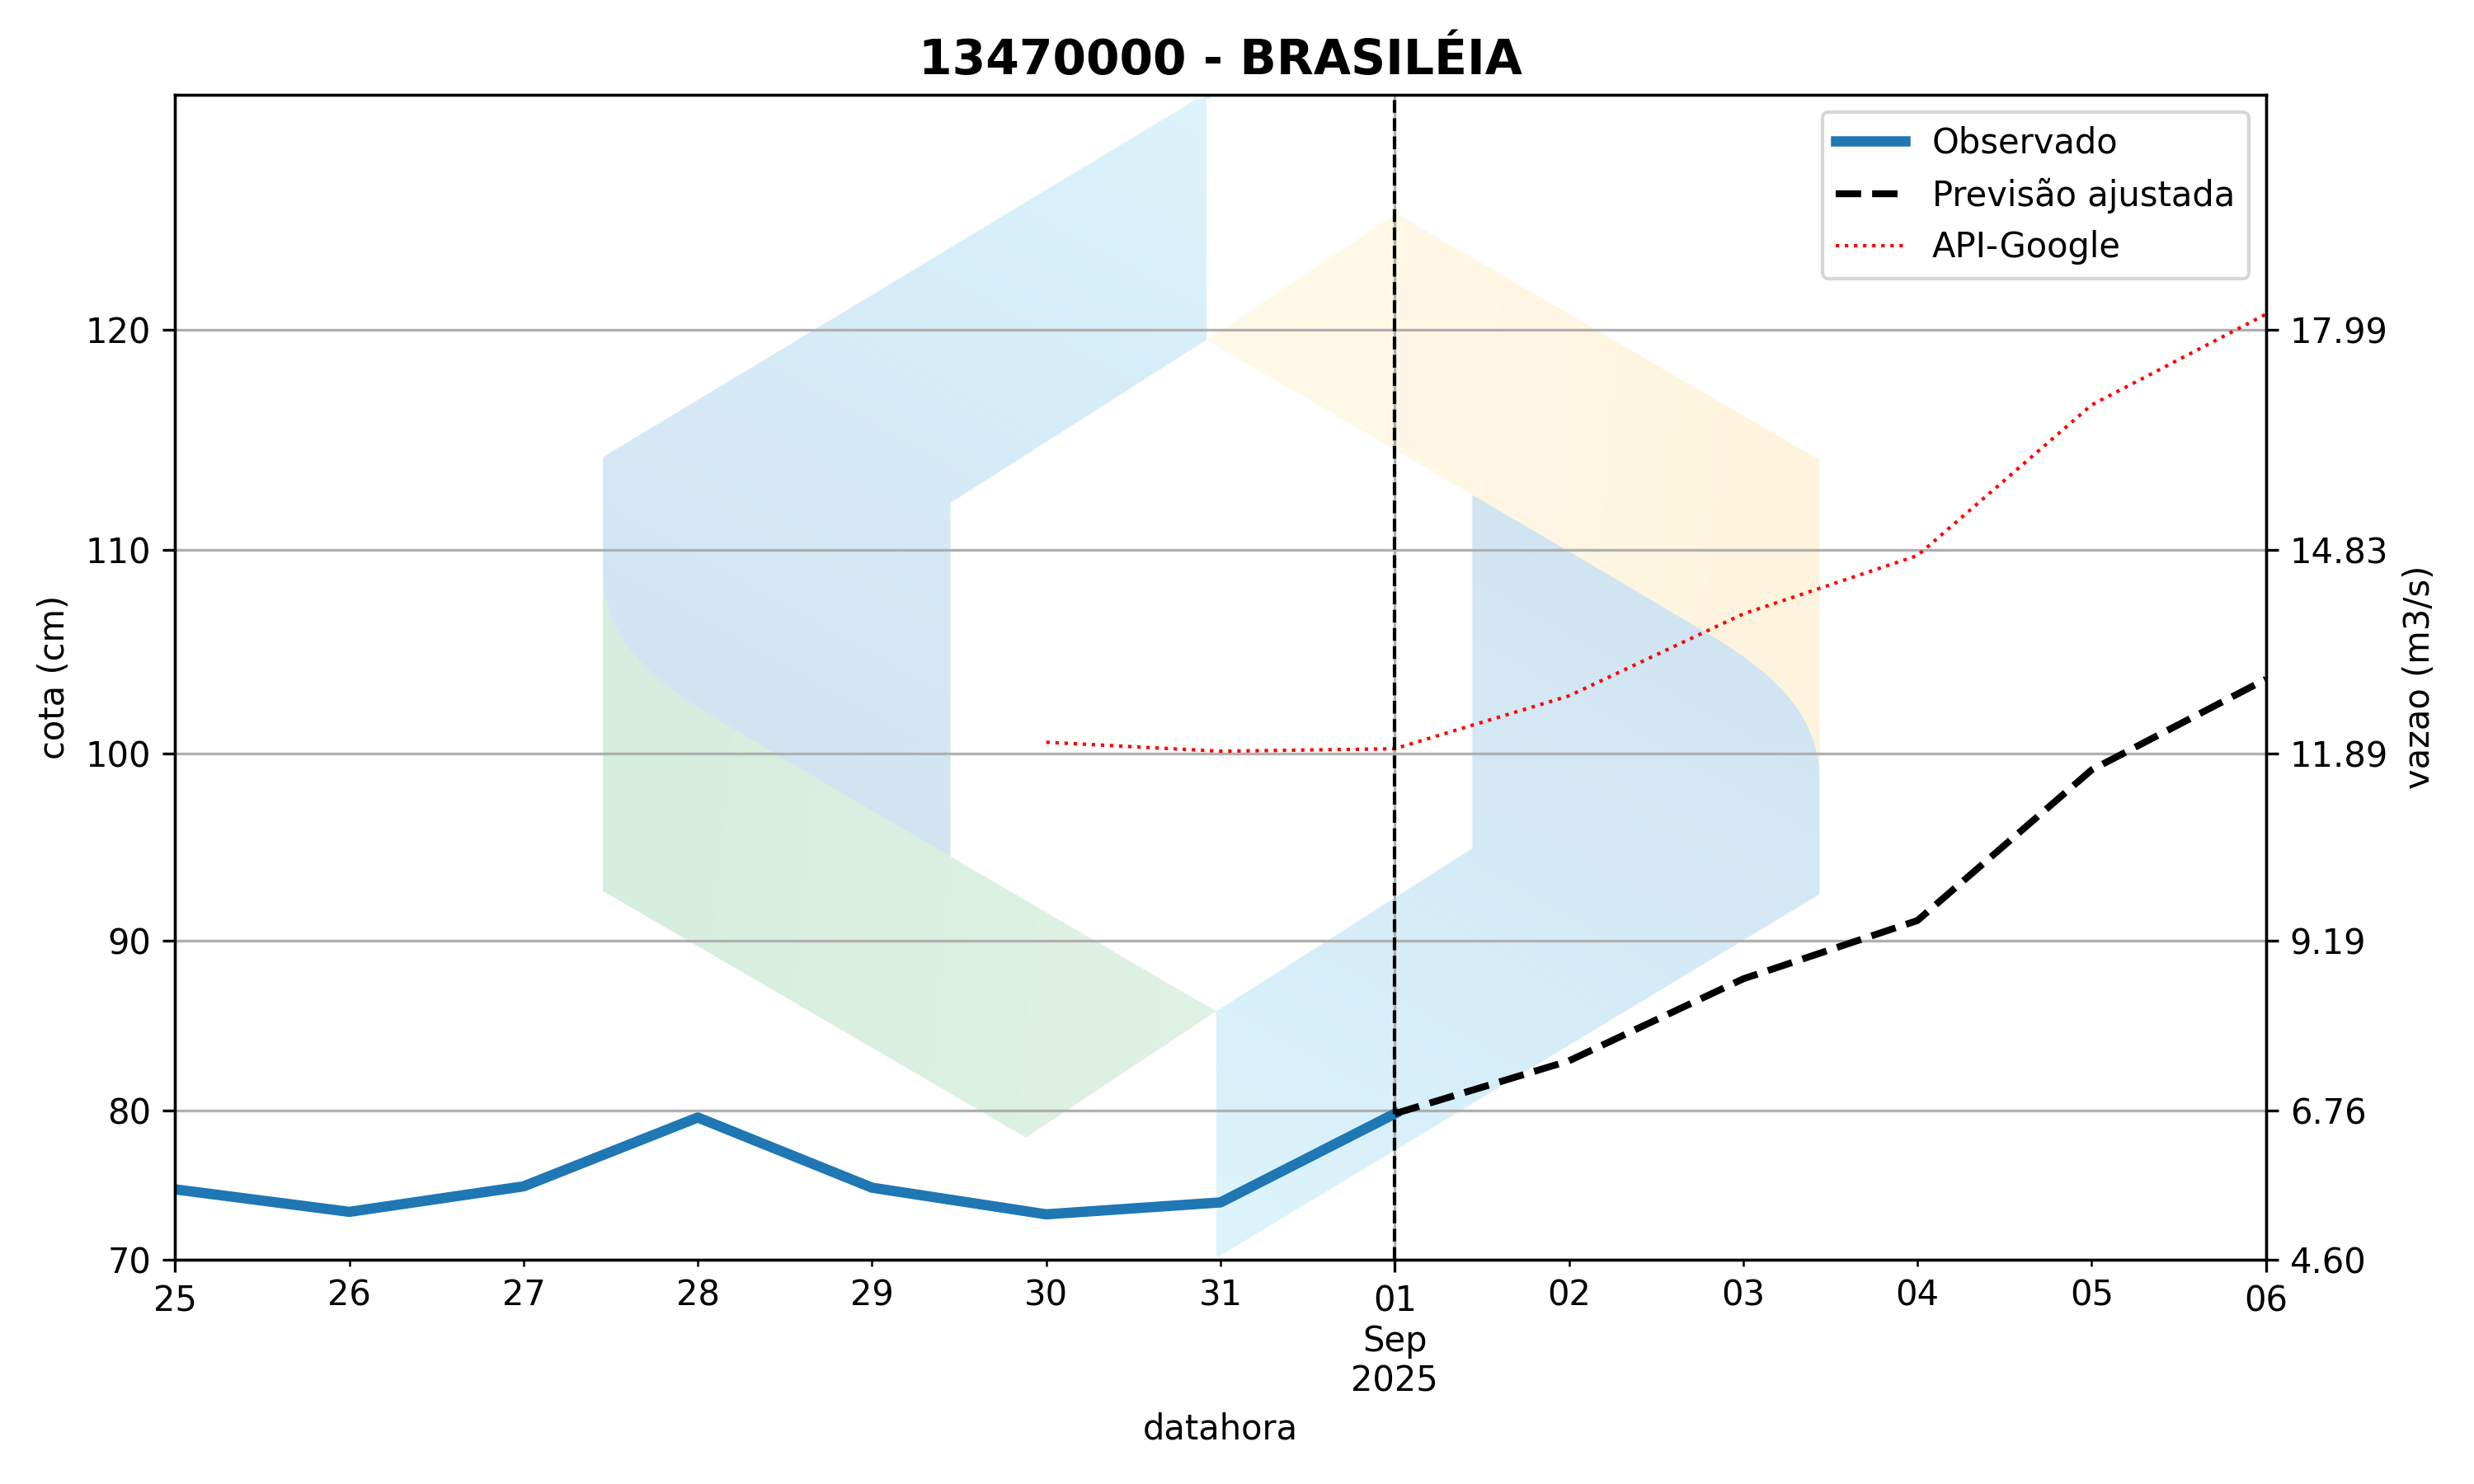 13470000 - BRASILÉIA
Observado
Previsão ajustada
API-Google
120
110
100
90
80
70
cota (cm)
17.99
14.83
11.89
9.19
6.76
4.60
vazao (m3/s)
25 26 27 28 29 30 31 01 02 03 04 05 06
Sep
2025
datahora